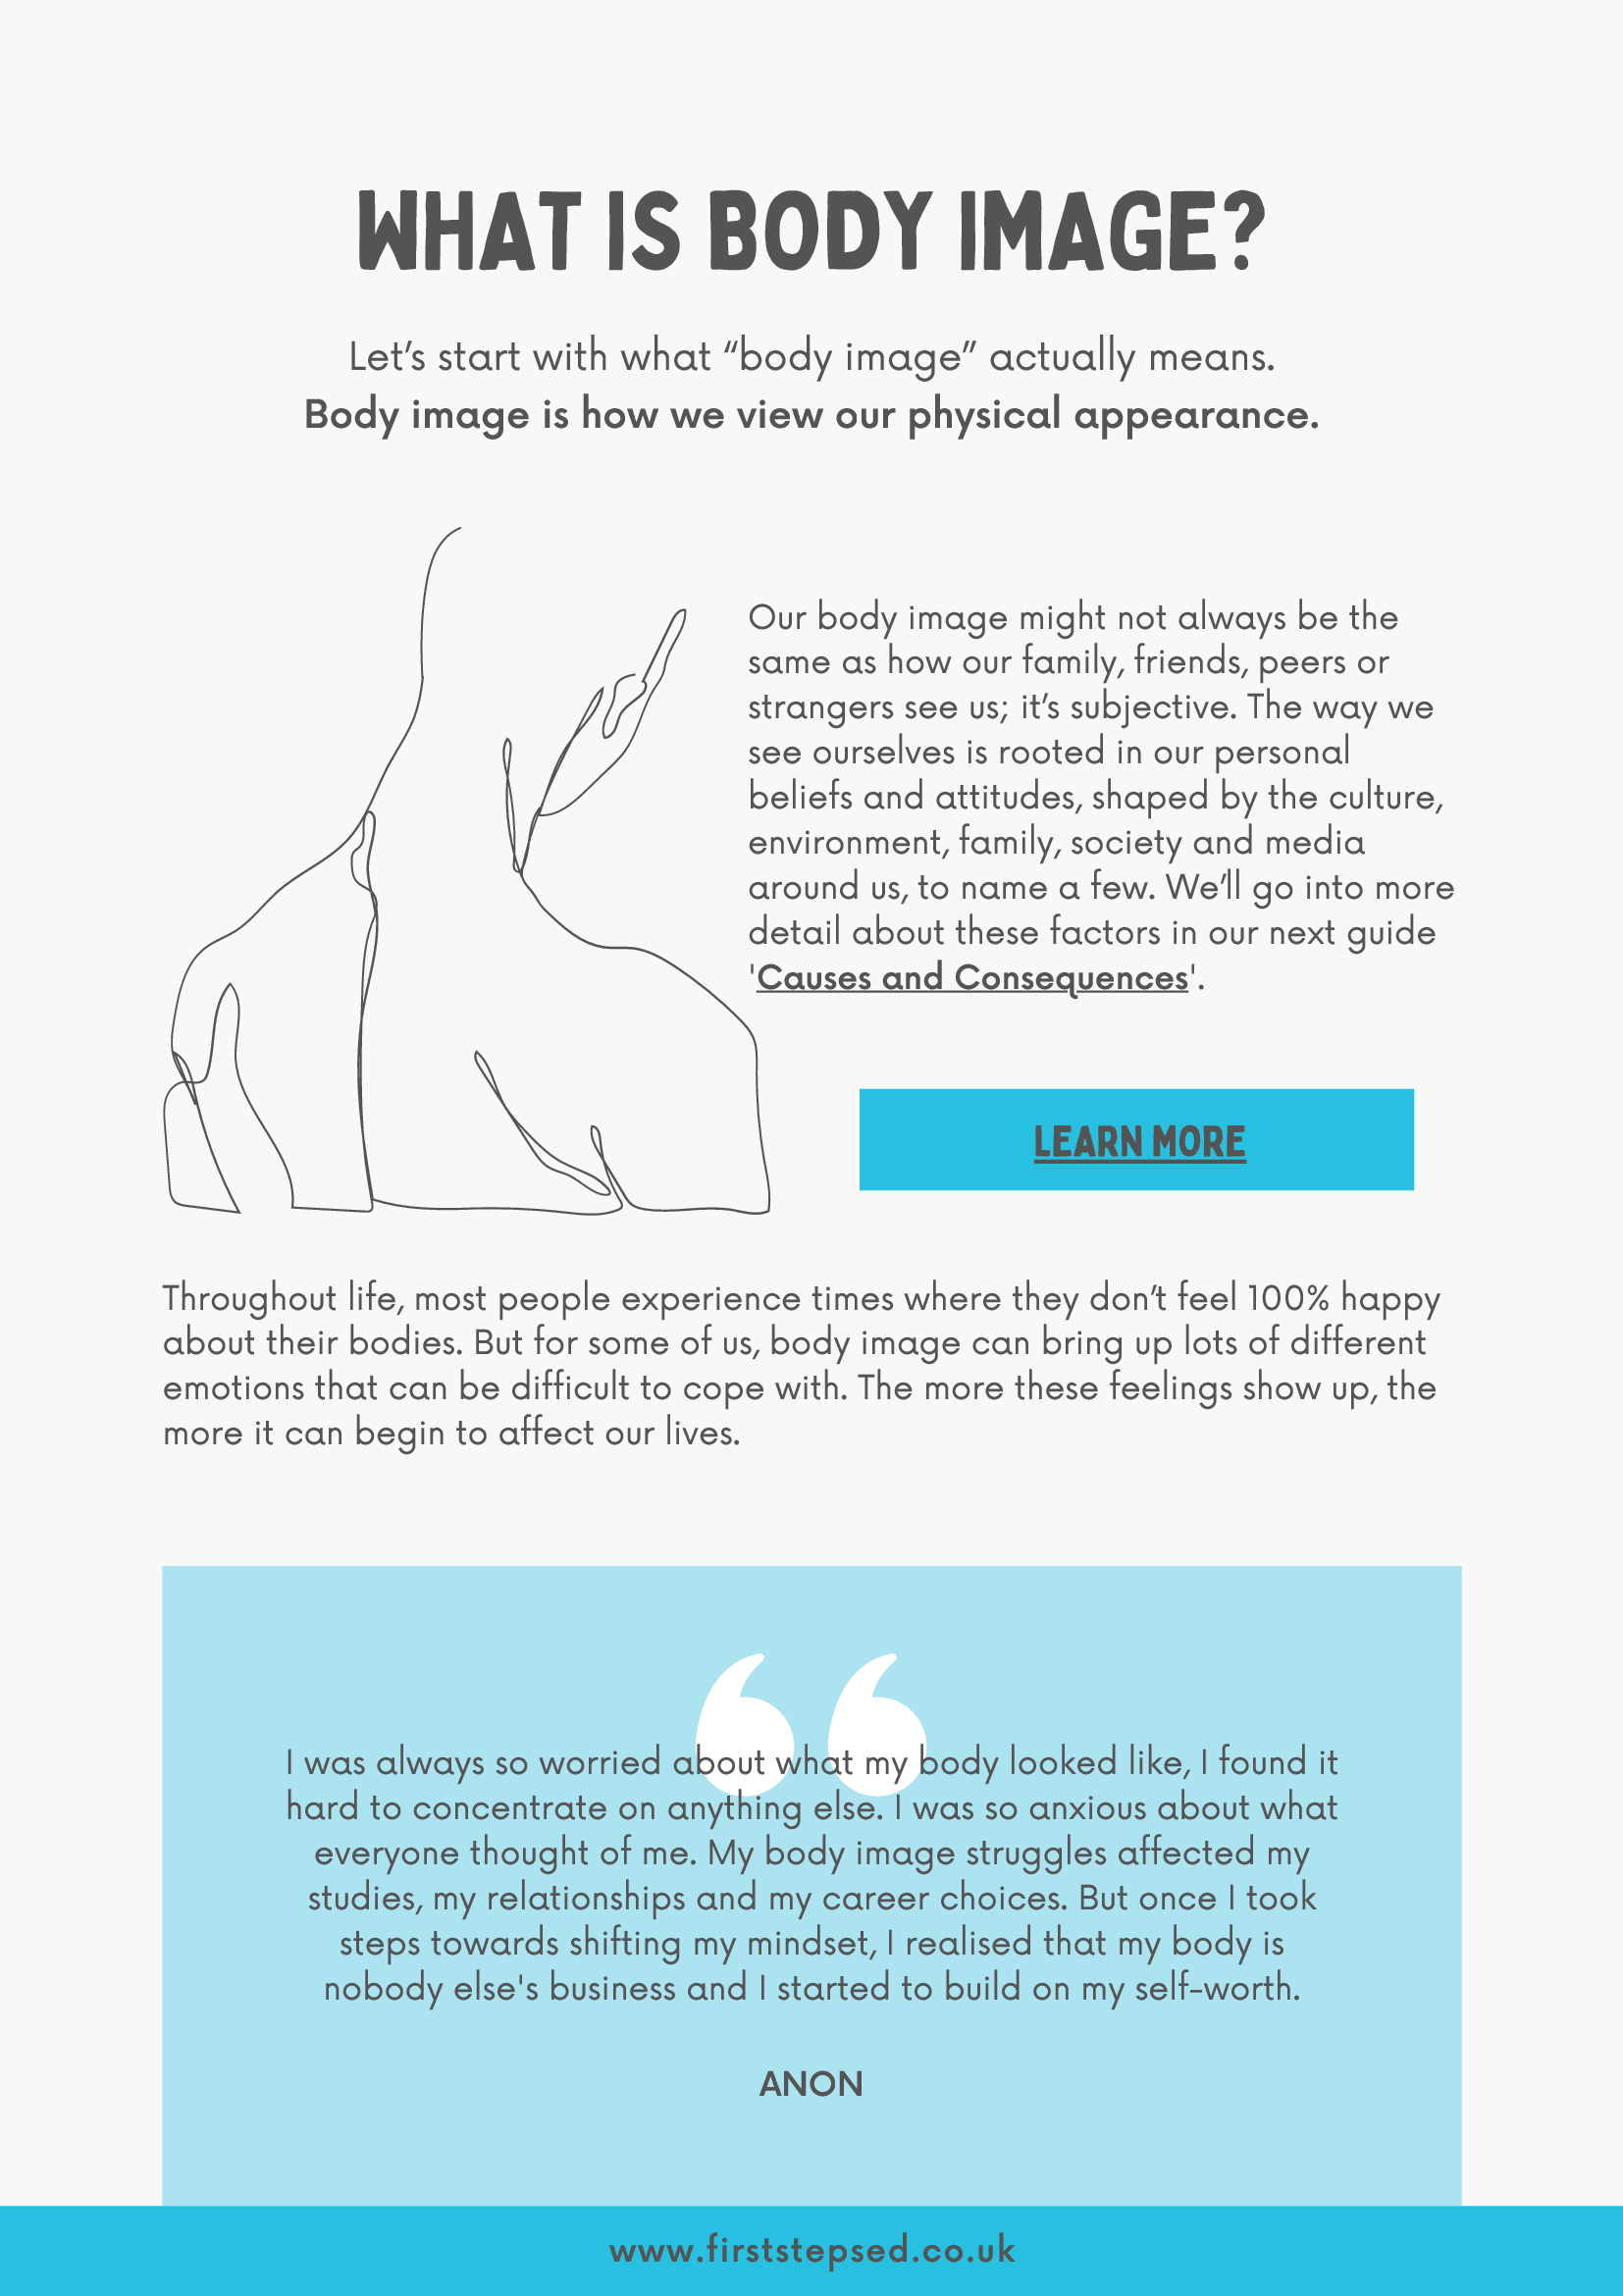 WHAT IS BODY IMAGE?
Let’s start with what “body image” actually means.
Body image is how we view our physical appearance.
Our body image might not always be the
same as how our family, friends, peers or
strangers see us; it’s subjective. The way we
see ourselves is rooted in our personal
beliefs and attitudes, shaped by the culture,
environment, family, society and media
around us, to name a few. We’ll go into more
detail about these factors in our next guide
'Causes and Consequences'.
LEARN MORE
Throughout life, most people experience times where they don’t feel 100% happy
about their bodies. But for some of us, body image can bring up lots of different
emotions that can be difficult to cope with. The more these feelings show up, the
more it can begin to affect our lives.
“
I was always so worried about what my body looked like, I found it
hard to concentrate on anything else. I was so anxious about what
everyone thought of me. My body image struggles affected my
studies, my relationships and my career choices. But once I took
steps towards shifting my mindset, I realised that my body is
nobody else's business and I started to build on my self-worth.
ANON
www.firststepsed.co.uk